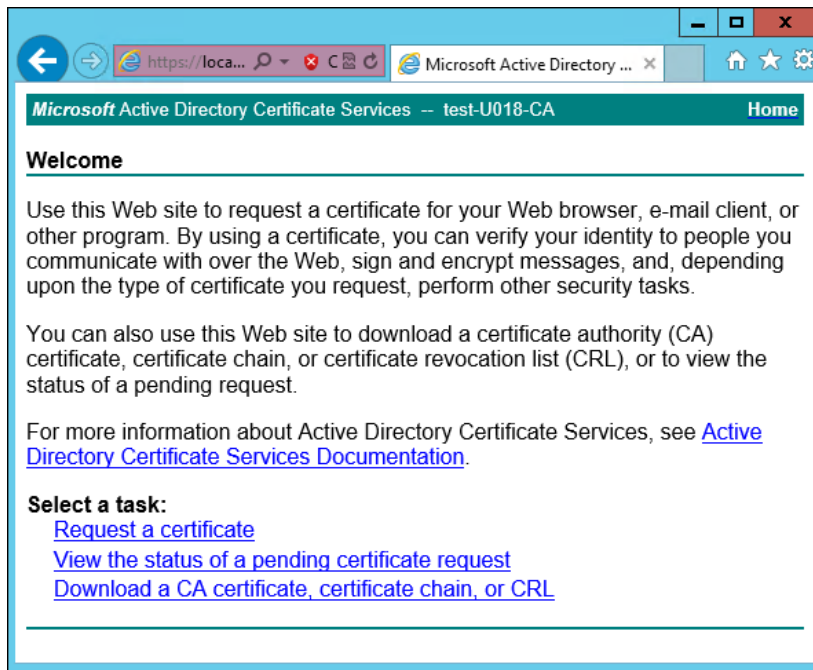 https://loca... C Microsoft Active Directory ... ×
Microsoft Active Directory Certificate Services -- test-U018-CA Home
Welcome
Use this Web site to request a certificate for your Web browser, e-mail client, or
other program. By using a certificate, you can verify your identity to people you
communicate with over the Web, sign and encrypt messages, and, depending
upon the type of certificate you request, perform other security tasks.
You can also use this Web site to download a certificate authority (CA)
certificate, certificate chain, or certificate revocation list (CRL), or to view the
status of a pending request.
For more information about Active Directory Certificate Services, see Active
Directory Certificate Services Documentation.
Select a task:
Request a certificate
View the status of a pending certificate request
Download a CA certificate, certificate chain, or CRL